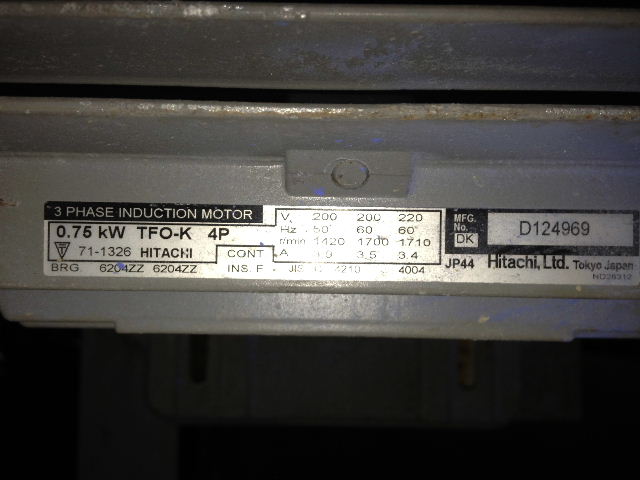 3 PHASE INDUCTION MOTOR
0.75 kW TFO-K 4P
71-1326 HITACHI
CONT
BRG. 6204ZZ 6204ZZ
INS. F JIS C 4210 4004
V 200 200 220
Hz 50 60 60
r/min 1420 1700 1710
A 3.5 3.4
MFG. No. DK D124969
JP44 Hitachi, Ltd. Tokyo Japan